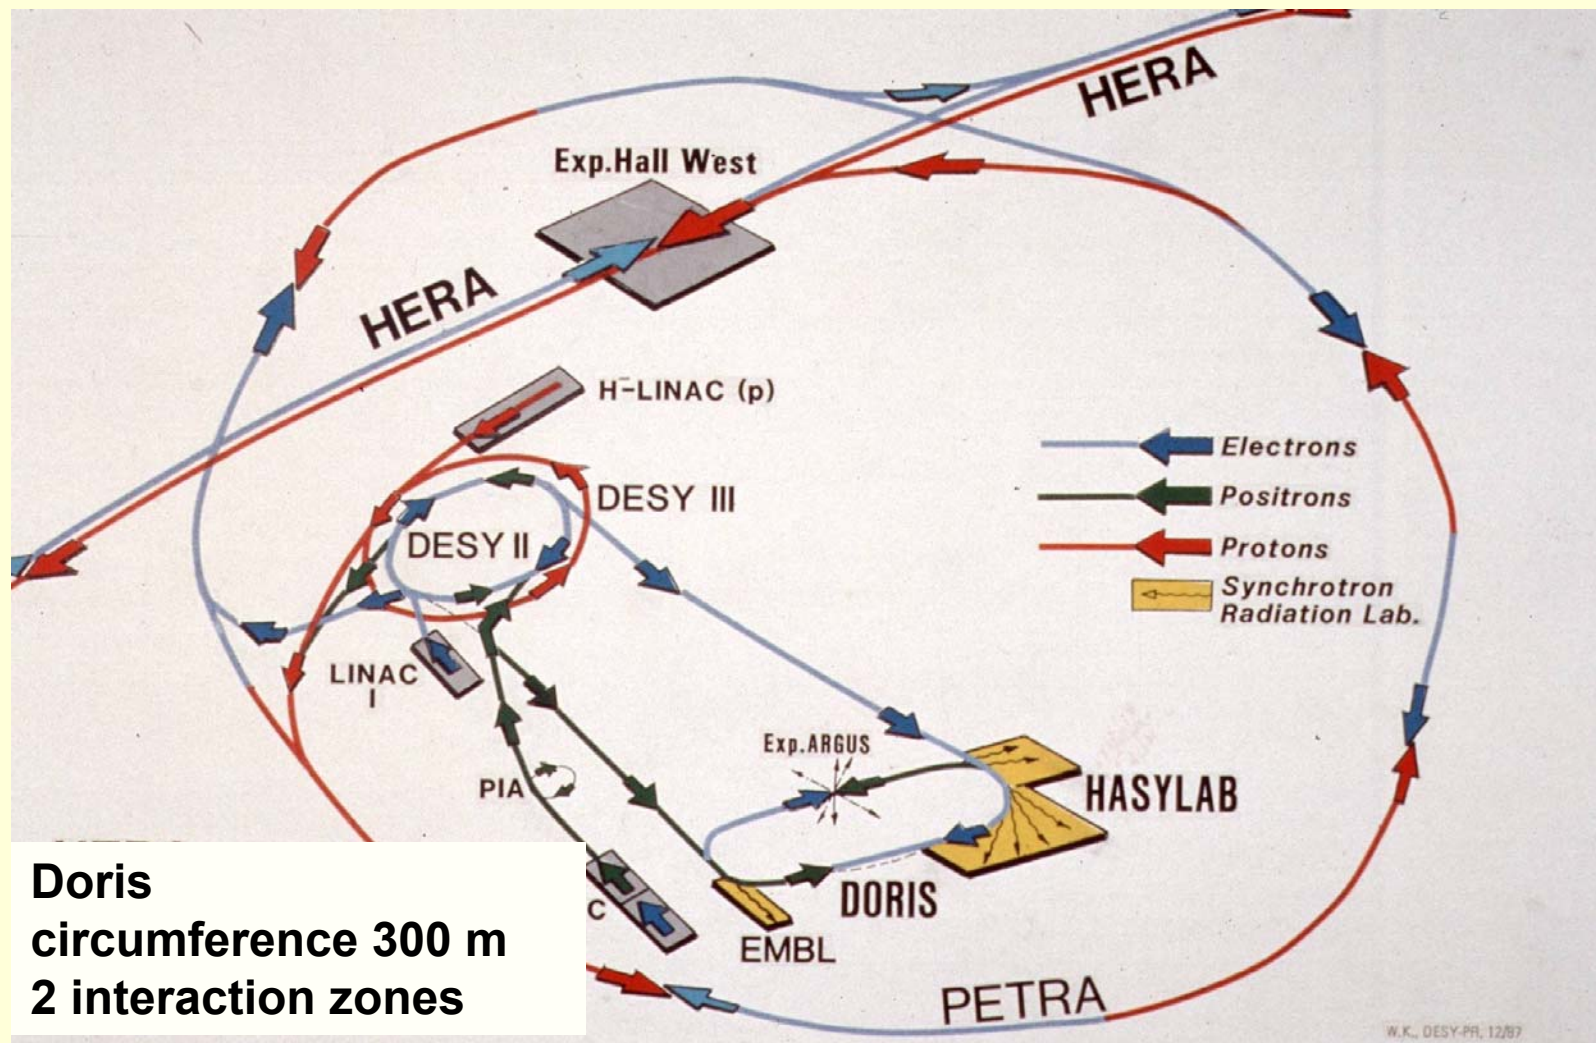 HERA
Exp.Hall West
HERA
H⁻-LINAC (p)
Electrons
DESY III
Positrons
DESY II
Protons
Synchrotron
Radiation Lab.
LINAC
I
Exp.ARGUS
PIA
HASYLAB
DORIS
C
EMBL
PETRA
Doris
circumference 300 m
2 interaction zones
W.K., DESY-PR, 12/87